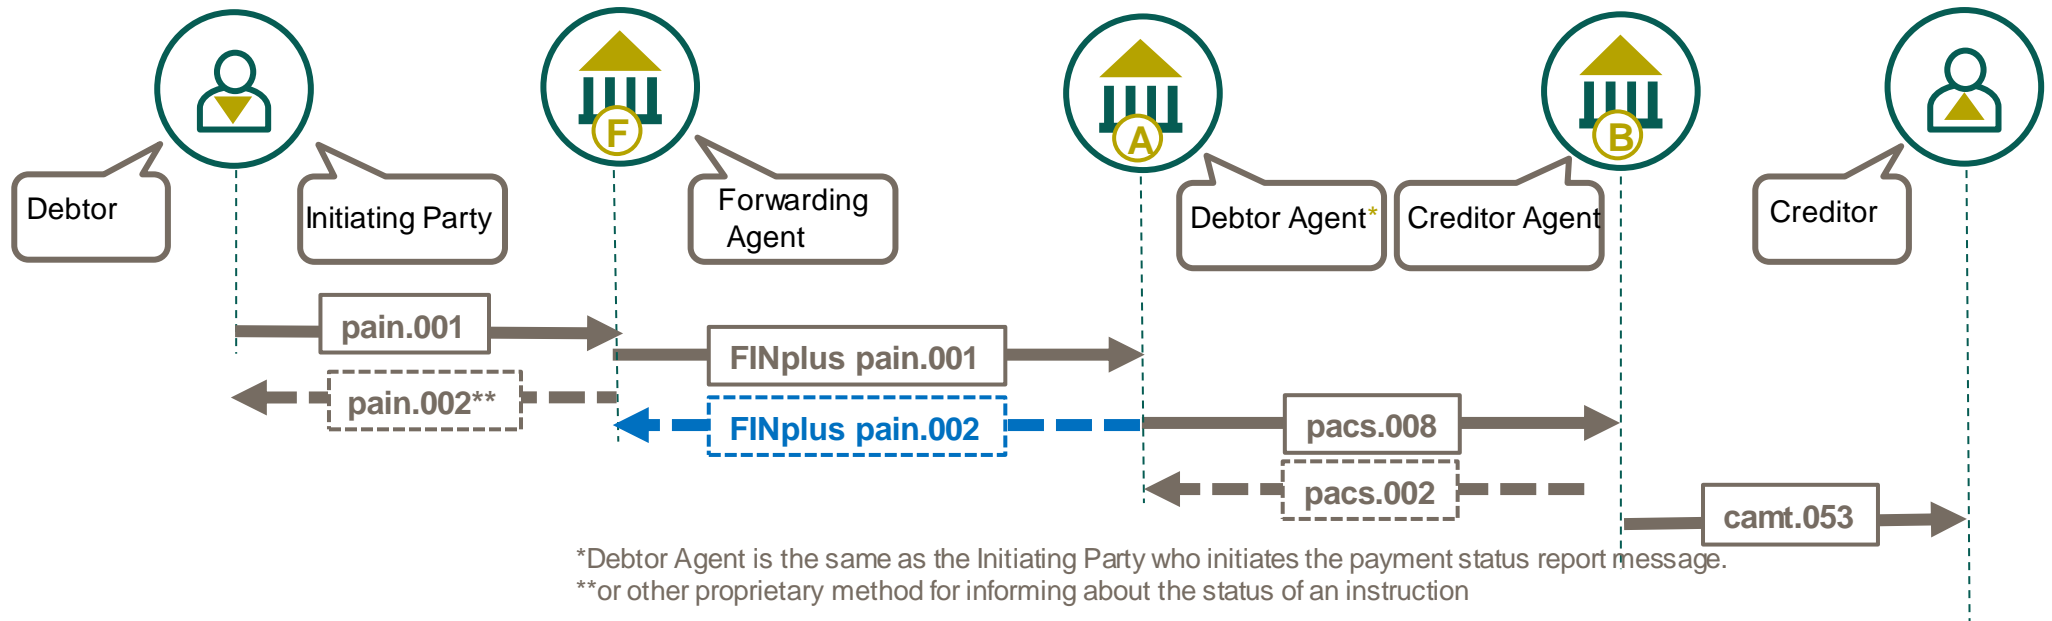 F
A
B
Debtor
Initiating Party
Forwarding
Agent
Debtor Agent*
Creditor Agent
Creditor
pain.001
FINplus pain.001
pain.002**
FINplus pain.002
pacs.008
pacs.002
camt.053
*Debtor Agent is the same as the Initiating Party who initiates the payment status report message.
**or other proprietary method for informing about the status of an instruction